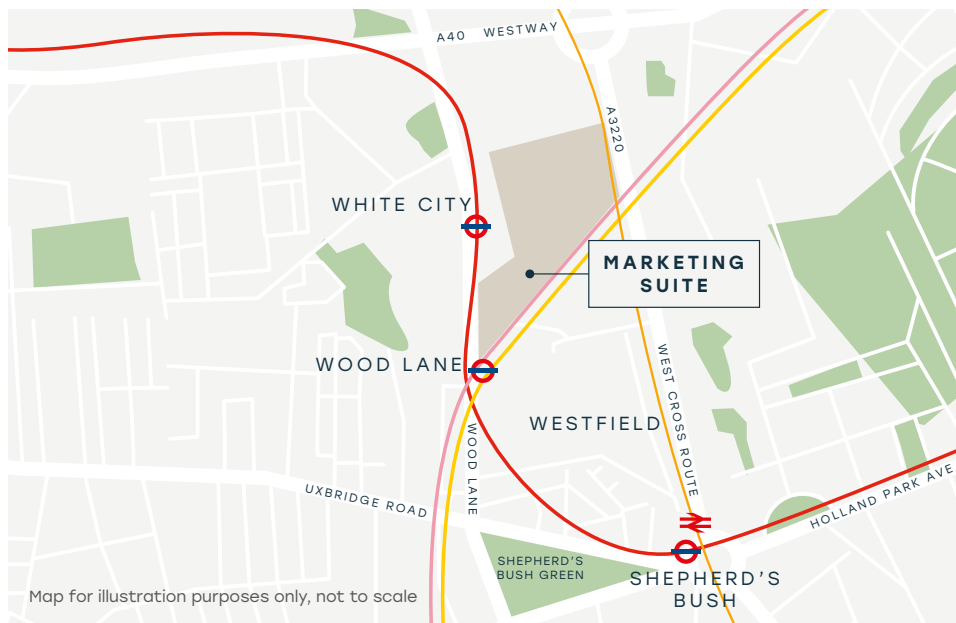 A40 WESTWAY
A3220
WHITE CITY
MARKETING
SUITE
WOOD LANE
WEST CROSS ROUTE
WESTFIELD
WOOD LANE
UXBRIDGE ROAD
HOLLAND PARK AVE
SHEPHERD'S
BUSH GREEN
SHEPHERD'S
BUSH
Map for illustration purposes only, not to scale